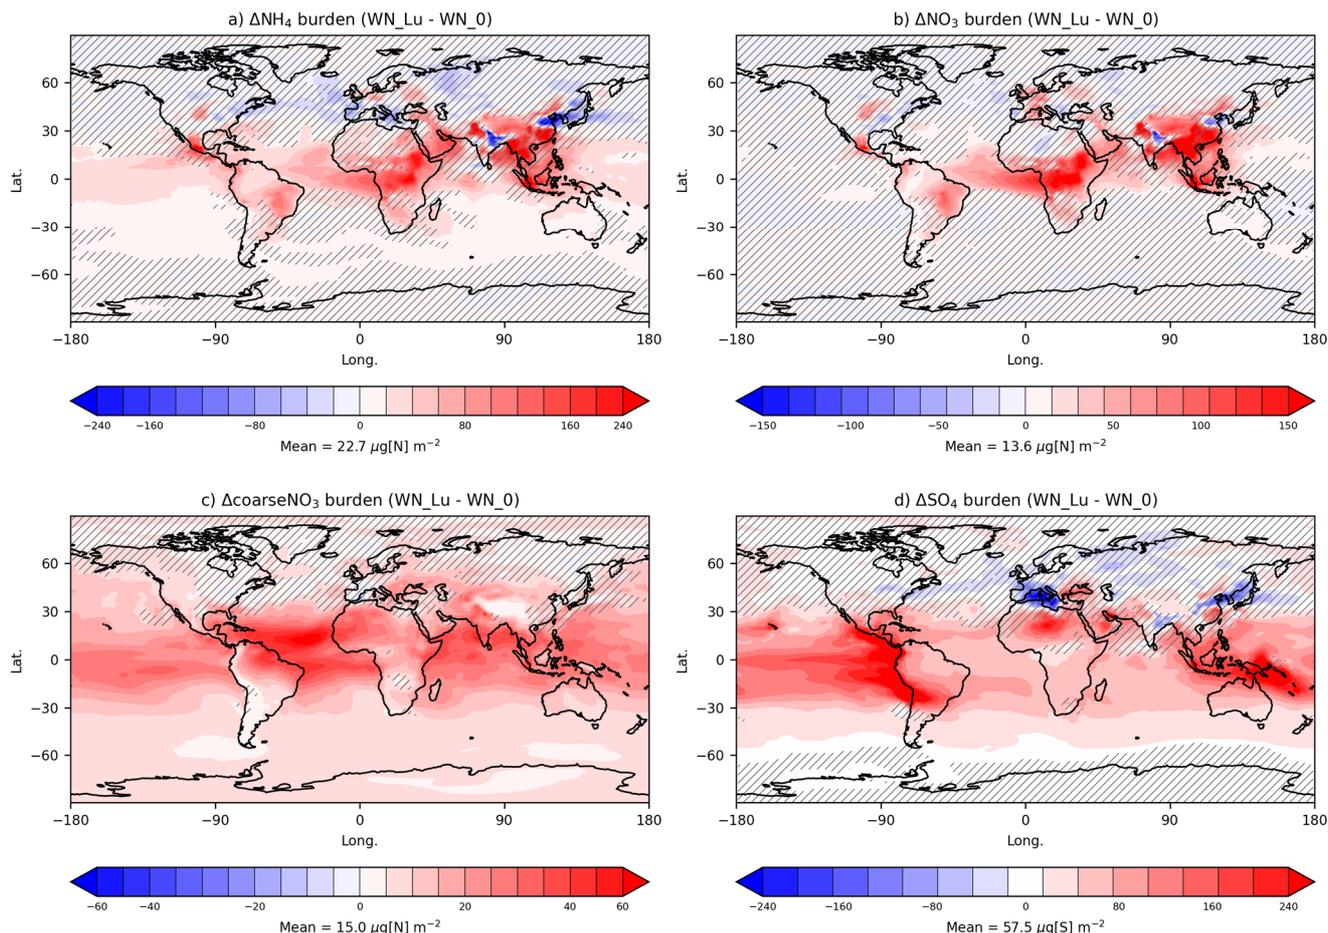 a) ΔNH₄ burden (WN_Lu - WN_0)
b) ΔNO₃ burden (WN_Lu - WN_0)
60
30
0
−30
−60
Lat.
−180 −90 0 90 180
Long.
60
30
0
−30
−60
Lat.
−180 −90 0 90 180
Long.
−240 −160 −80 0 80 160 240
Mean = 22.7 μg[N] m⁻²
−150 −100 −50 0 50 100 150
Mean = 13.6 μg[N] m⁻²
c) ΔcoarseNO₃ burden (WN_Lu - WN_0)
d) ΔSO₄ burden (WN_Lu - WN_0)
60
30
0
−30
−60
Lat.
−180 −90 0 90 180
Long.
60
30
0
−30
−60
Lat.
−180 −90 0 90 180
Long.
−60 −40 −20 0 20 40 60
Mean = 15.0 μg[N] m⁻²
−240 −160 −80 0 80 160 240
Mean = 57.5 μg[S] m⁻²